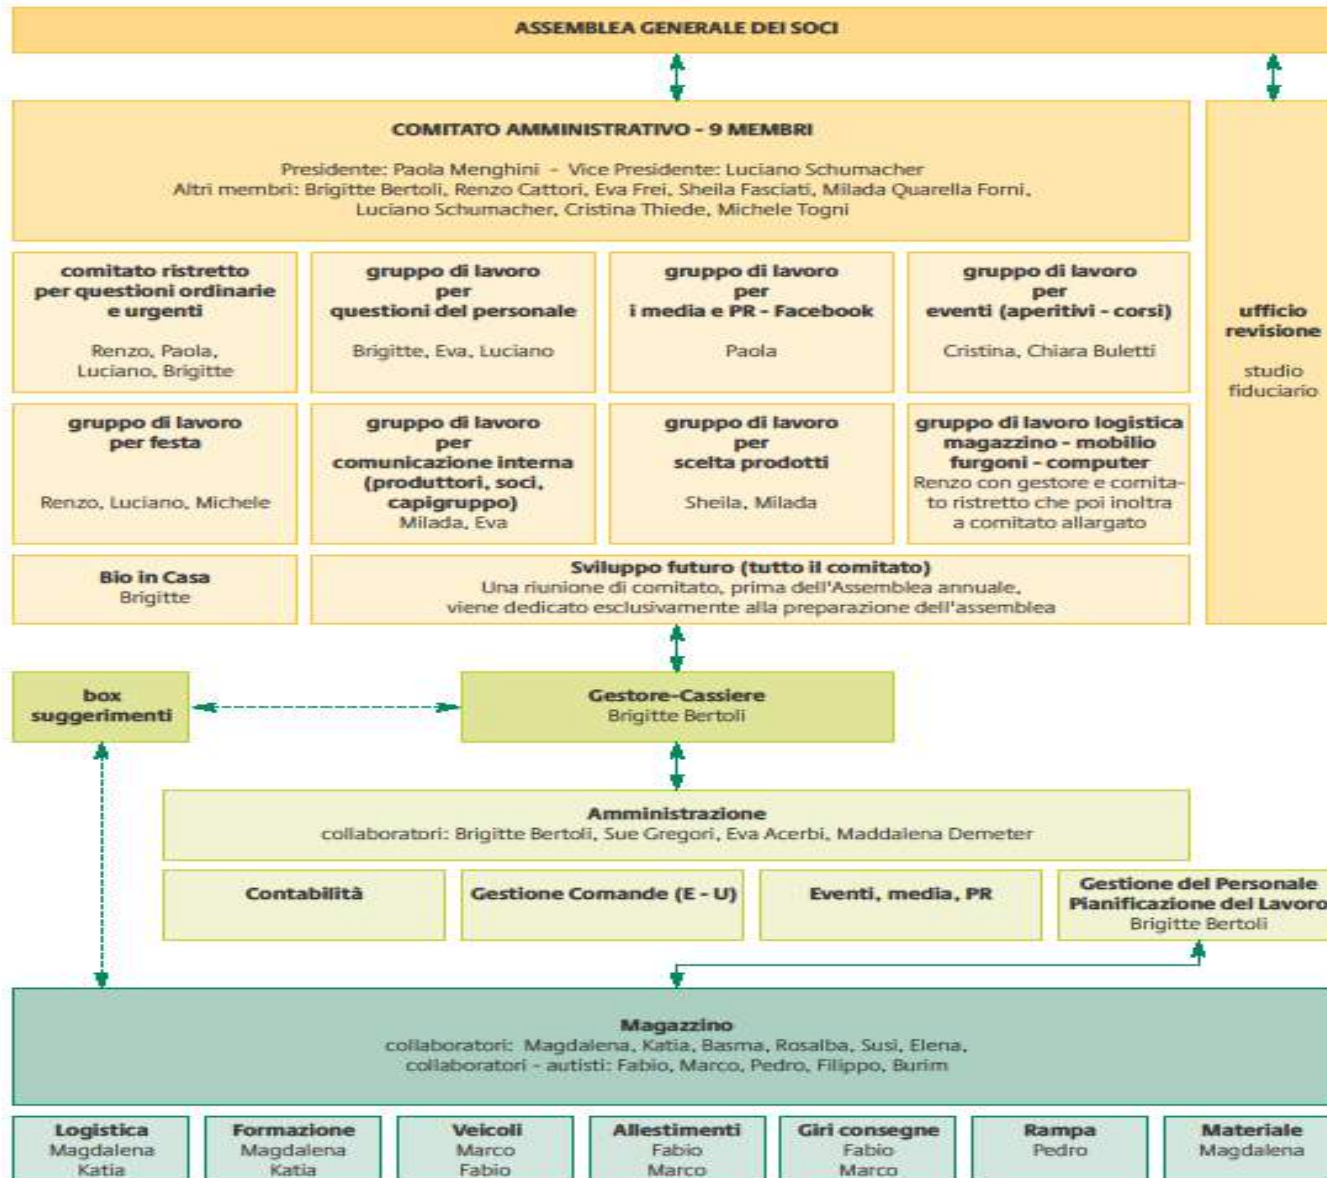 ASSEMBLEA GENERALE DEI SOCI
COMITATO AMMINISTRATIVO - 9 MEMBRI
Presidente: Paola Menghini - Vice Presidente: Luciano Schumacher
Altri membri: Brigitte Bertoli, Renzo Cattori, Eva Frei, Sheila Fasciati, Milada Quarella Forni,
Luciano Schumacher, Cristina Thiede, Michele Togni
comitato ristretto
per questioni ordinarie
e urgenti
Renzo, Paola,
Luciano, Brigitte
gruppo di lavoro
per
questioni del personale
Brigitte, Eva, Luciano
gruppo di lavoro
per
i media e PR - Facebook
Paola
gruppo di lavoro
per
eventi (aperitivi - corsi)
Cristina, Chiara Buletti
ufficio
revisione
studio
fiduciario
gruppo di lavoro
per festa
Renzo, Luciano, Michele
gruppo di lavoro
per
comunicazione interna
(produttori, soci,
capigruppo)
Milada, Eva
gruppo di lavoro
per
scelta prodotti
Sheila, Milada
gruppo di lavoro logistica
magazzino - mobilio
furgoni - computer
Renzo con gestore e comita-
to ristretto che poi inoltra
a comitato allargato
Bio in Casa
Brigitte
Sviluppo futuro (tutto il comitato)
Una riunione di comitato, prima dell'Assemblea annuale,
viene dedicato esclusivamente alla preparazione dell'assemblea
box
suggerimenti
Gestore-Cassiere
Brigitte Bertoli
Amministrazione
collaboratori: Brigitte Bertoli, Sue Gregori, Eva Acerbi, Maddalena Demeter
Contabilità
Gestione Comande (E - U)
Eventi, media, PR
Gestione del Personale
Pianificazione del Lavoro
Brigitte Bertoli
Magazzino
collaboratori: Magdalena, Katia, Basma, Rosalba, Susi, Elena,
collaboratori - autisti: Fabio, Marco, Pedro, Filippo, Burim
Logistica
Magdalena
Katia
Formazione
Magdalena
Katia
Veicoli
Marco
Fabio
Allestimenti
Fabio
Marco
Giri consegne
Fabio
Marco
Rampa
Pedro
Materiale
Magdalena